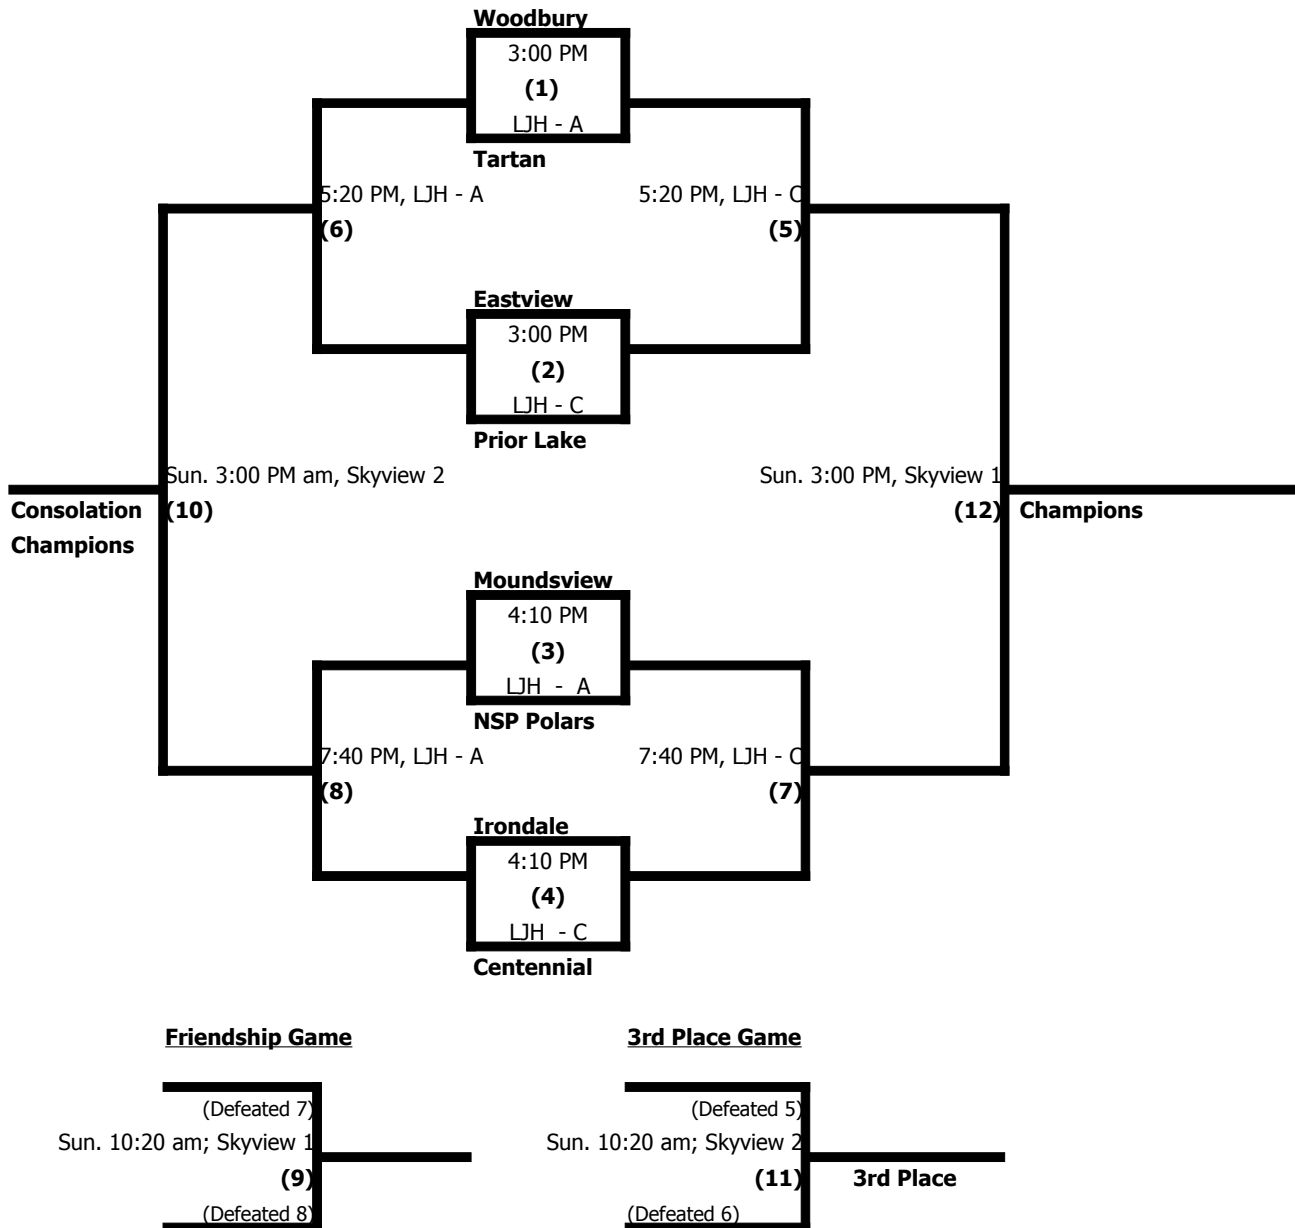 Woodbury
3:00 PM
(1)
LJH - A
Tartan
5:20 PM, LJH - A
5:20 PM, LJH - C
(6)
(5)
Eastview
3:00 PM
(2)
LJH - C
Prior Lake
Sun. 3:00 PM am, Skyview 2
Sun. 3:00 PM, Skyview 1
Consolation
(10)
(12)
Champions
Champions
Moundsview
4:10 PM
(3)
LJH - A
NSP Polars
7:40 PM, LJH - A
7:40 PM, LJH - C
(8)
(7)
Irondale
4:10 PM
(4)
LJH - C
Centennial
Friendship Game
3rd Place Game
(Defeated 7)
(Defeated 5)
Sun. 10:20 am; Skyview 1
Sun. 10:20 am; Skyview 2
(9)
(11)
3rd Place
(Defeated 8)
(Defeated 6)